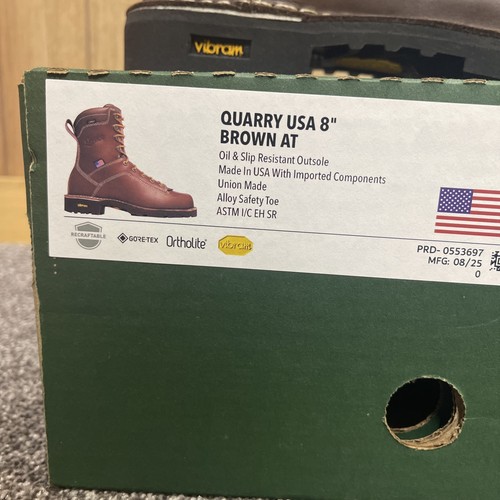 vibram
QUARRY USA 8"
BROWN AT
Oil & Slip Resistant Outsole
Made In USA With Imported Components
Union Made
Alloy Safety Toe
ASTM I/C EH SR
RECRAFTABLE
GORE-TEX
Ortholite
vibram
PRD- 0553697
MFG: 08/25
0